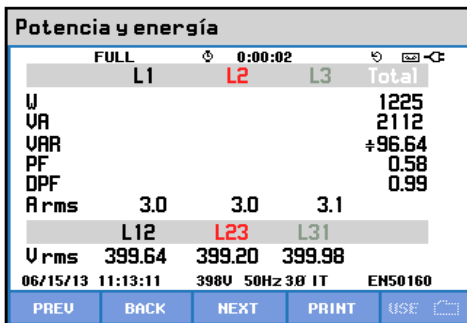 Potencia y energía
FULL 0:00:02
L1 L2 L3 Total
W 1225
VA 2112
VAR 96.64
PF 0.58
DPF 0.99
A rms 3.0 3.0 3.1
L12 L23 L31
V rms 399.64 399.20 399.98
06/15/13 11:13:11 398V 50Hz 3Ø IT EN50160
PREV BACK NEXT PRINT USE